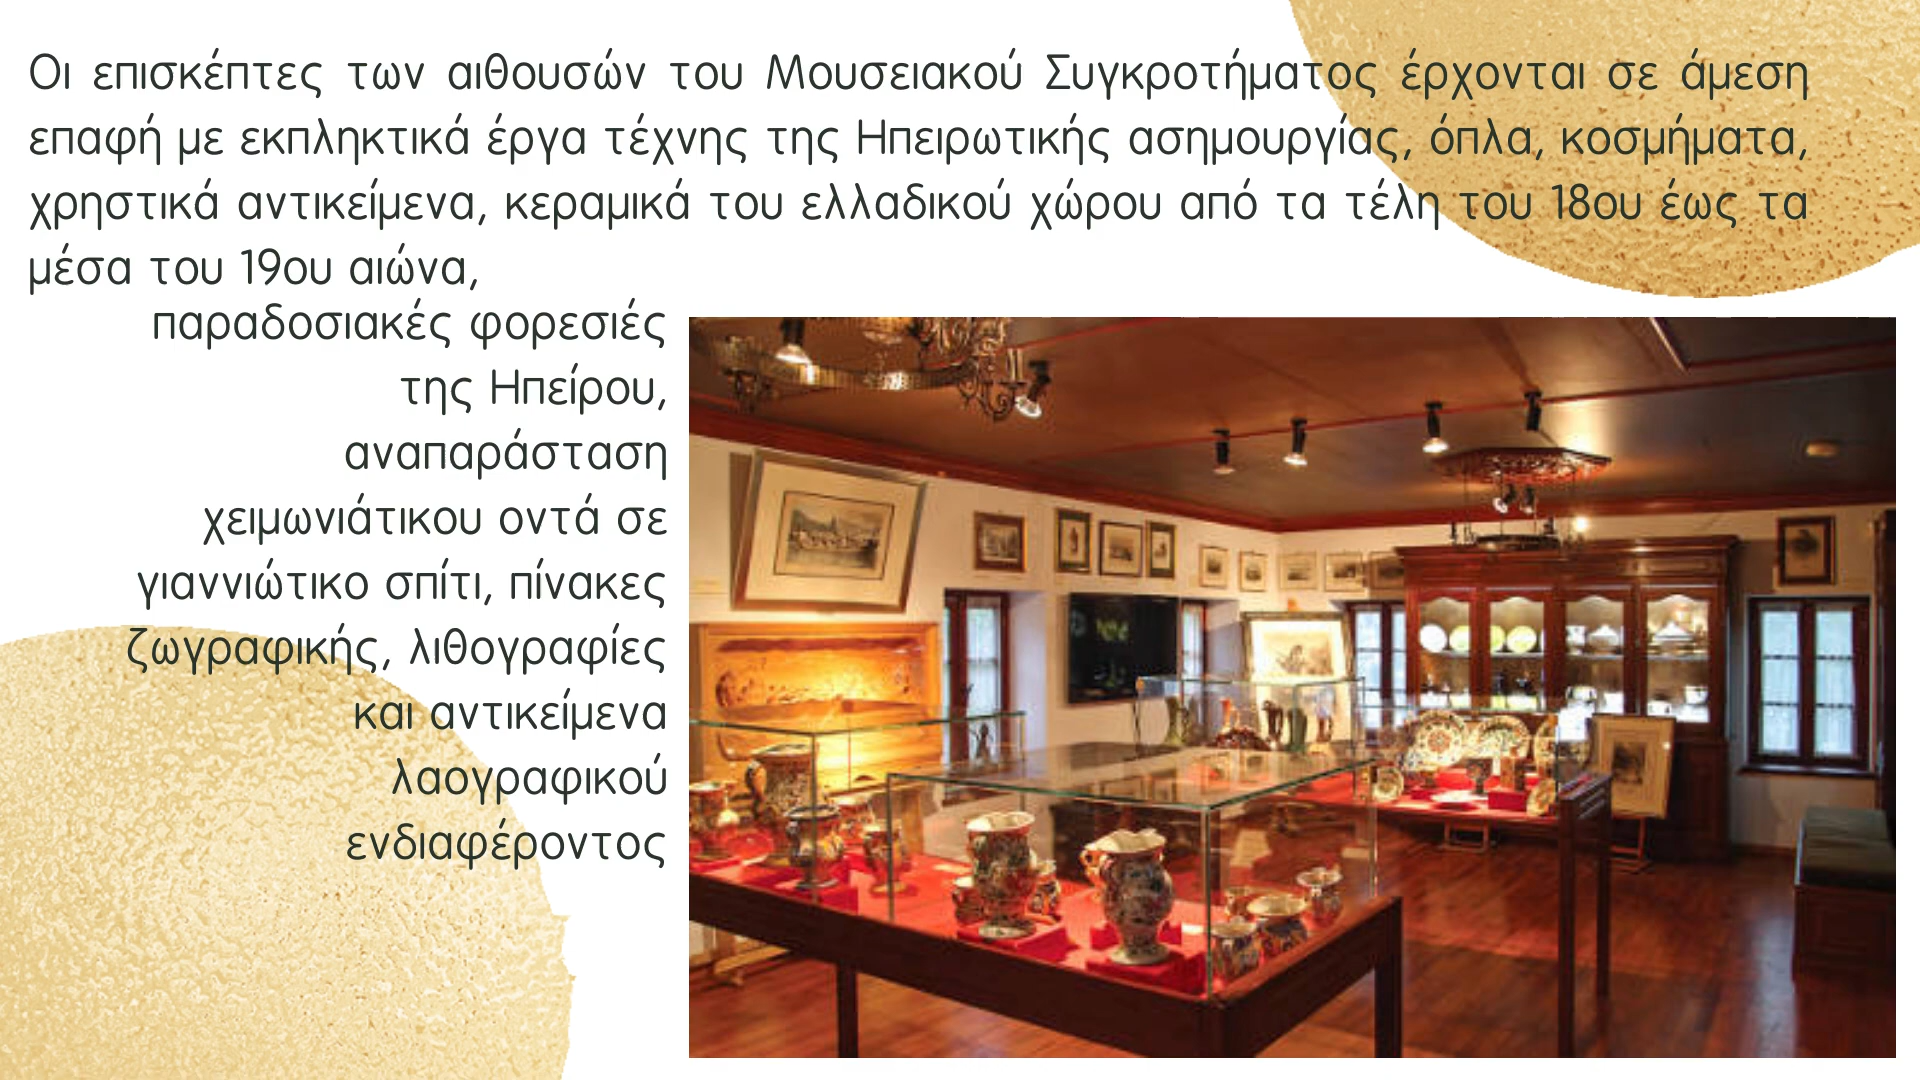 Οι επισκέπτες των αιθουσών του Μουσειακού Συγκροτήματος έρχονται σε άμεση
επαφή με εκπληκτικά έργα τέχνης της Ηπειρωτικής ασημουργίας, όπλα, κοσμήματα,
χρηστικά αντικείμενα, κεραμικά του ελλαδικού χώρου από τα τέλη του 18ου έως τα
μέσα του 19ου αιώνα,
παραδοσιακές φορεσιές
της Ηπείρου,
αναπαράσταση
χειμωνιάτικου οντά σε
γιαννιώτικο σπίτι, πίνακες
ζωγραφικής, λιθογραφίες
και αντικείμενα
λαογραφικού
ενδιαφέροντος